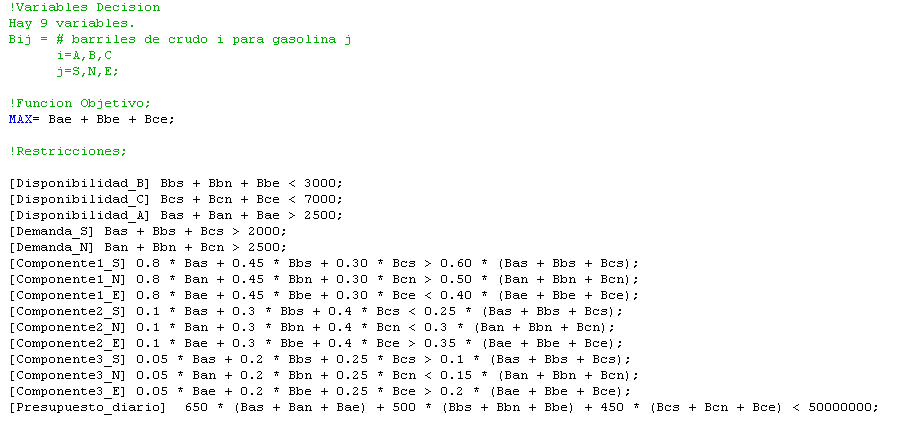 !Variables Decision
Hay 9 variables.
Bij = # barriles de crudo i para gasolina j
i=A,B,C
j=S,N,E;
!Funcion Objetivo;
MAX= Bae + Bbe + Bce;
!Restricciones;
[Disponibilidad_B] Bbs + Bbn + Bbe < 3000;
[Disponibilidad_C] Bcs + Bcn + Bce < 7000;
[Disponibilidad_A] Bas + Ban + Bae > 2500;
[Demanda_S] Bas + Bbs + Bcs > 2000;
[Demanda_N] Ban + Bbn + Bcn > 2500;
[Componente1_S] 0.8 * Bas + 0.45 * Bbs + 0.30 * Bcs > 0.60 * (Bas + Bbs + Bcs);
[Componente1_N] 0.8 * Ban + 0.45 * Bbn + 0.30 * Bcn > 0.50 * (Ban + Bbn + Bcn);
[Componente1_E] 0.8 * Bae + 0.45 * Bbe + 0.30 * Bce < 0.40 * (Bae + Bbe + Bce);
[Componente2_S] 0.1 * Bas + 0.3 * Bbs + 0.4 * Bcs < 0.25 * (Bas + Bbs + Bcs);
[Componente2_N] 0.1 * Ban + 0.3 * Bbn + 0.4 * Bcn < 0.3 * (Ban + Bbn + Bcn);
[Componente2_E] 0.1 * Bae + 0.3 * Bbe + 0.4 * Bce > 0.35 * (Bae + Bbe + Bce);
[Componente3_S] 0.05 * Bas + 0.2 * Bbs + 0.25 * Bcs > 0.1 * (Bas + Bbs + Bcs);
[Componente3_N] 0.05 * Ban + 0.2 * Bbn + 0.25 * Bcn < 0.15 * (Ban + Bbn + Bcn);
[Componente3_E] 0.05 * Bae + 0.2 * Bbe + 0.25 * Bce > 0.2 * (Bae + Bbe + Bce);
[Presupuesto_diario] 650 * (Bas + Ban + Bae) + 500 * (Bbs + Bbn + Bbe) + 450 * (Bcs + Bcn + Bce) < 50000000;